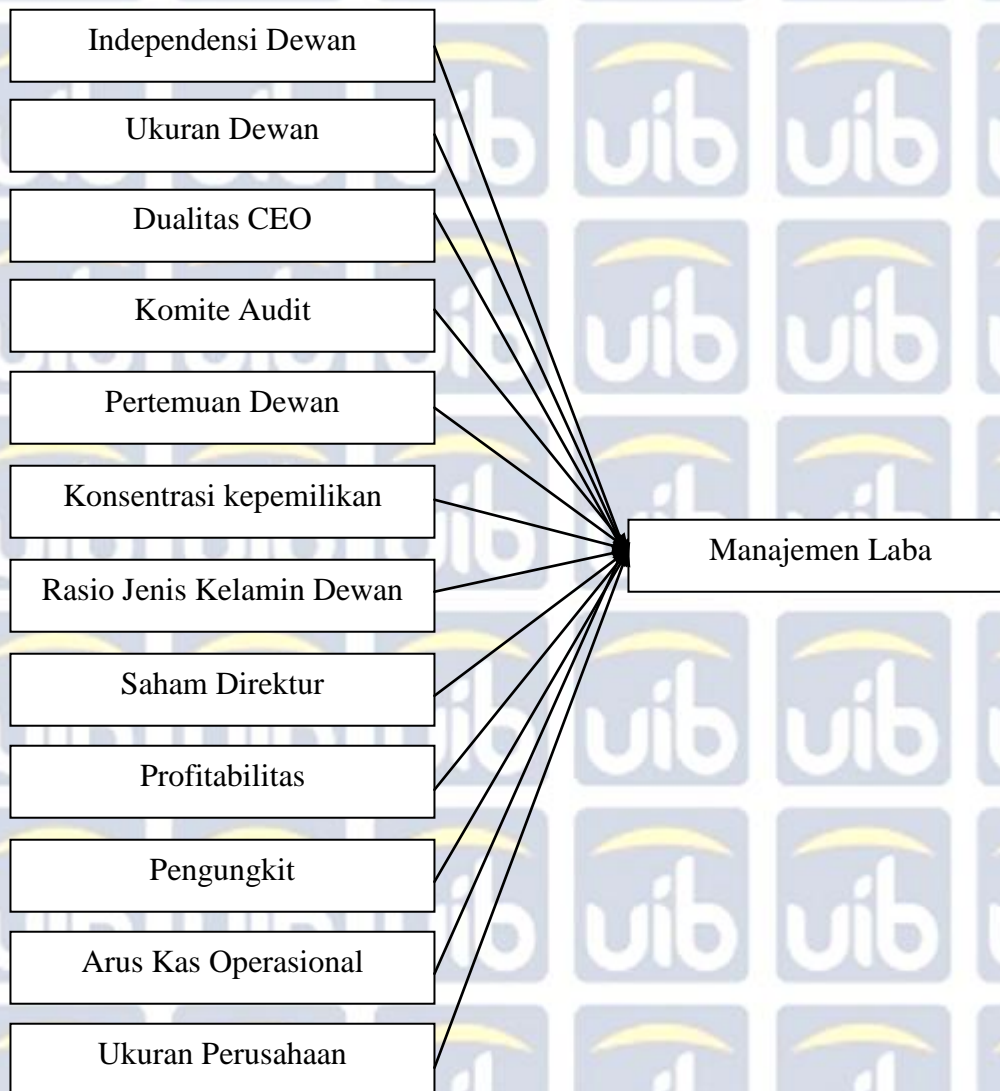 Independensi Dewan
Ukuran Dewan
Dualitas CEO
Komite Audit
Pertemuan Dewan
Konsentrasi kepemilikan
Manajemen Laba
Rasio Jenis Kelamin Dewan
Saham Direktur
Profitabilitas
Pengungkit
Arus Kas Operasional
Ukuran Perusahaan
uib